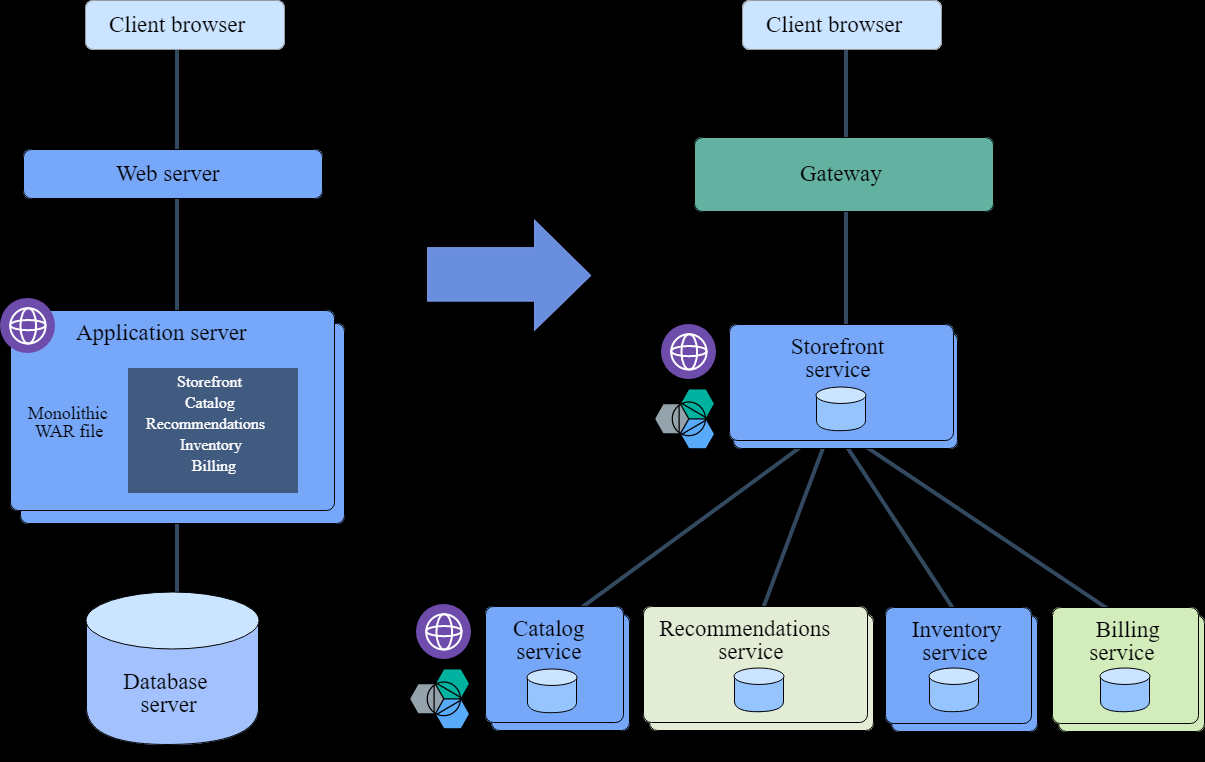 Client browser
Web server
Application server
Monolithic
WAR file
Storefront
Catalog
Recommendations
Inventory
Billing
Database
server
Client browser
Gateway
Storefront
service
Catalog
service
Recommendations
service
Inventory
service
Billing
service